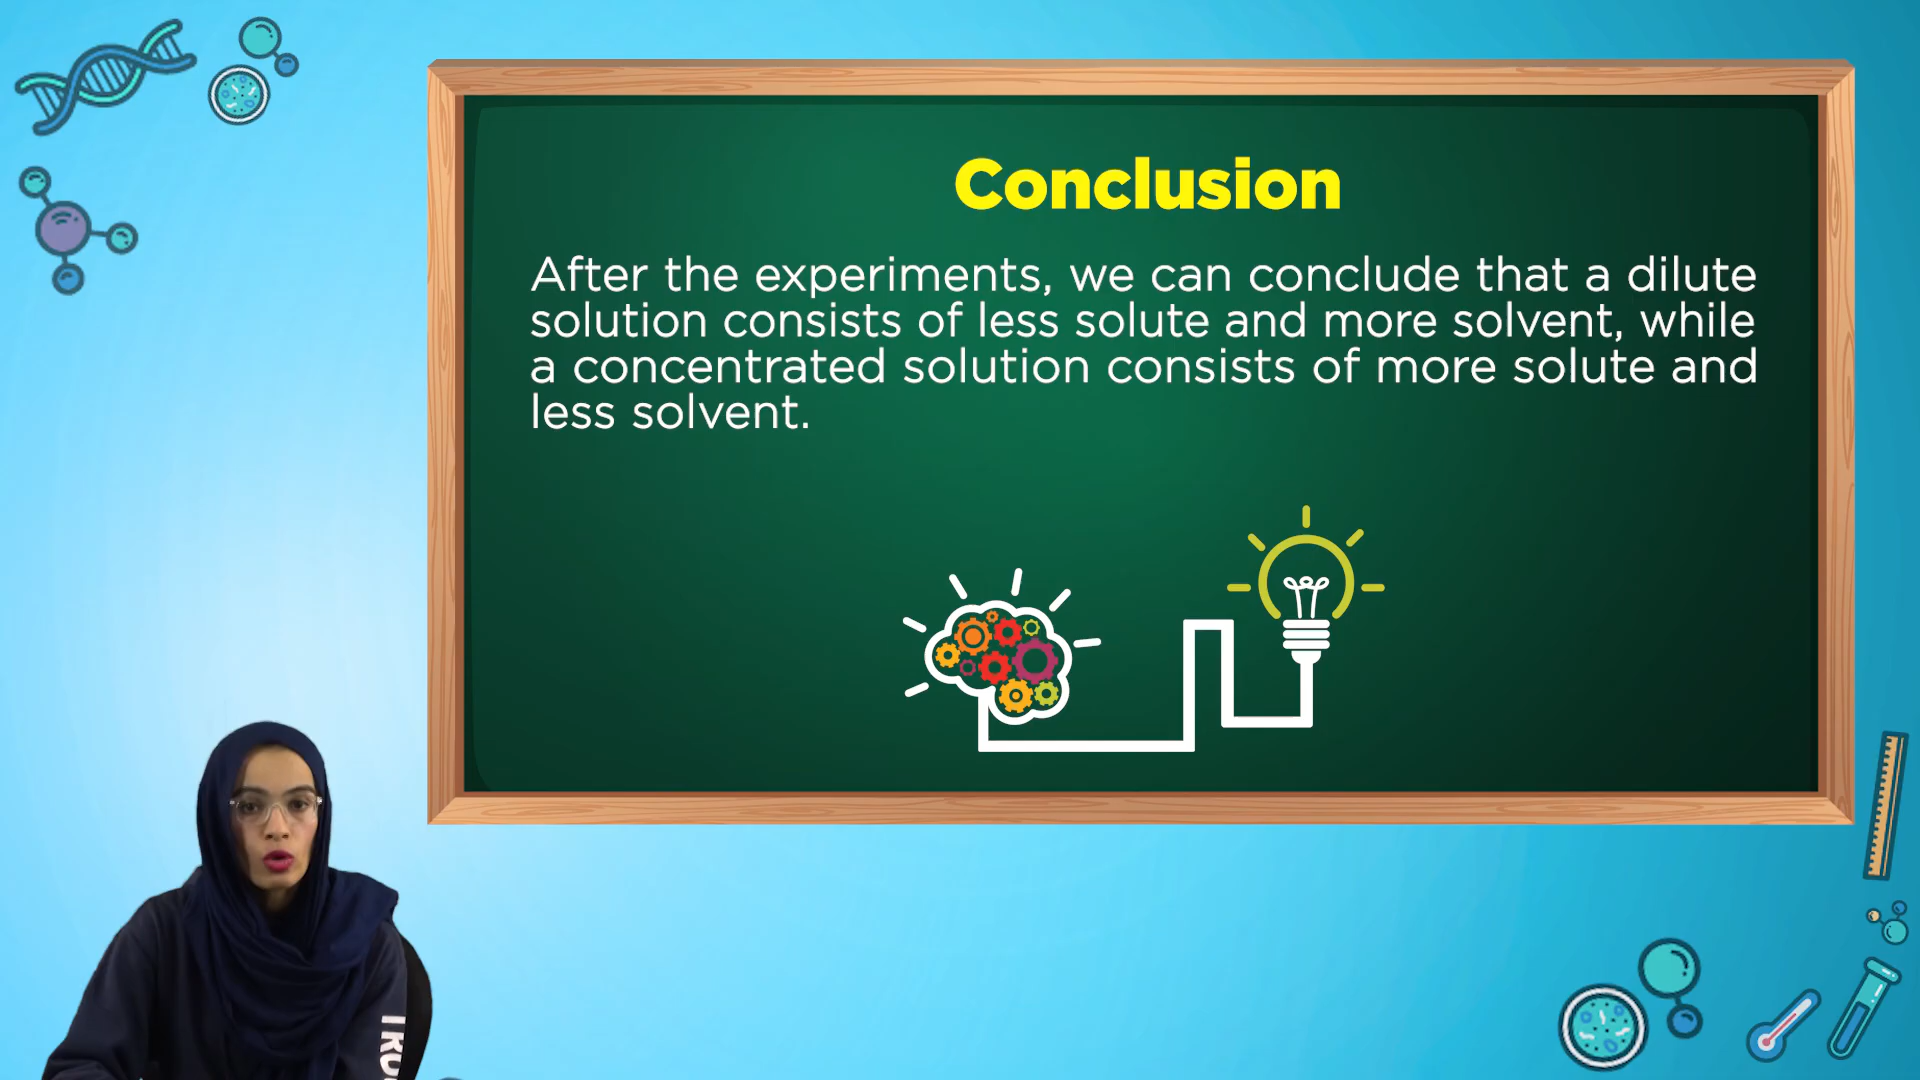 Conclusion
After the experiments, we can conclude that a dilute
solution consists of less solute and more solvent, while
a concentrated solution consists of more solute and
less solvent.